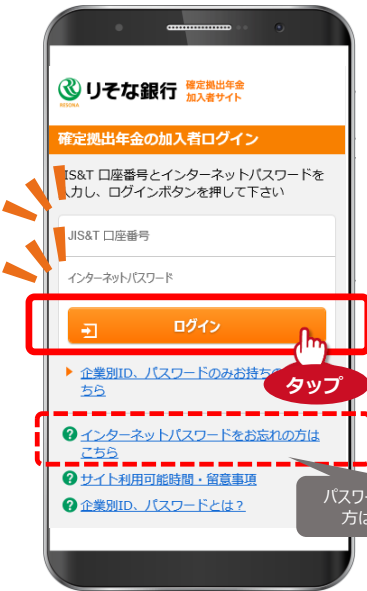 りそな銀行 確定拠出年金
加入者サイト
RESONA
確定拠出年金の加入者ログイン
JIS&T 口座番号とインターネットパスワードを
入力し、ログインボタンを押して下さい
JIS&T 口座番号
インターネットパスワード
ログイン
企業別ID、パスワードのみお持ちの
ちら
タップ
インターネットパスワードをお忘れの方は
こちら
サイト利用可能時間・留意事項
企業別ID、パスワードとは？
パスワ
方は